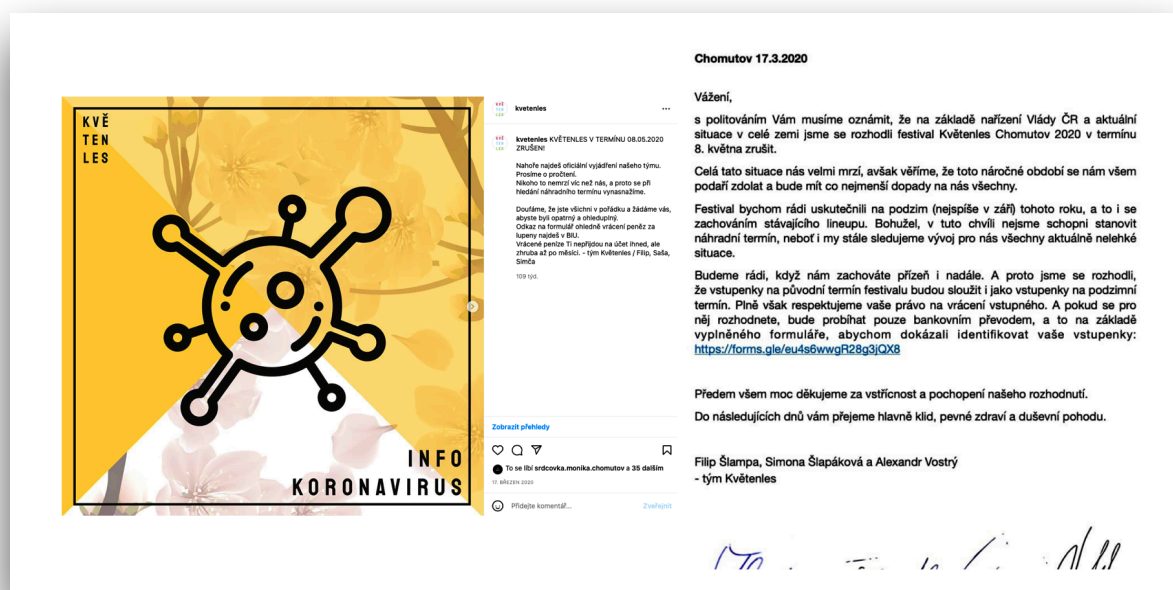 KVĚ
TEN
LES
INFO
KORONAVIRUS
kvetenles
kvetenles KVĚTENLES V TERMÍNU 08.05.2020
ZRUŠEN!
Nahoře najdeš oficiální vyjádření našeho týmu.
Prosíme o pročtení.
Nikoho to nemrzí víc než nás, a proto se při
hledání náhradního termínu vynasnažíme.
Doufáme, že jste všichni v pořádku a žádáme vás,
abyste byli opatrný a ohleduplný.
Odkaz na formulář ohledně vrácení peněz za
lupeny najdeš v BIU.
Vrácené peníze Ti nepřijdou na účet ihned, ale
zhruba až po měsíci. - tým Květenles / Filip, Saša,
Simča
109 týd.
Zobrazit přehledy
To se líbí srdcovka.monika.chomutov a 35 dalším
17. BŘEZEN 2020
Přidejte komentář...
Zveřejnit
Chomutov 17.3.2020
Vážení,
s politováním Vám musíme oznámit, že na základě nařízení Vlády ČR a aktuální
situace v celé zemi jsme se rozhodli festival Květenles Chomutov 2020 v termínu
8. května zrušit.
Celá tato situace nás velmi mrzí, avšak věříme, že toto náročné období se nám všem
podaří zdolat a bude mít co nejmenší dopady na nás všechny.
Festival bychom rádi uskutečnili na podzim (nejspíše v září) tohoto roku, a to i se
zachováním stávajícího lineupu. Bohužel, v tuto chvíli nejsme schopni stanovit
náhradní termín, neboť i my stále sledujeme vývoj pro nás všechny aktuálně nelehké
situace.
Budeme rádi, když nám zachováte přízeň i nadále. A proto jsme se rozhodli,
že vstupenky na původní termín festivalu budou sloužit i jako vstupenky na podzimní
termín. Plně však respektujeme vaše právo na vrácení vstupného. A pokud se pro
něj rozhodnete, bude probíhat pouze bankovním převodem, a to na základě
vyplněného formuláře, abychom dokázali identifikovat vaše vstupenky:
https://forms.gle/eu4s6wwgR28g3jQX8
Předem všem moc děkujeme za vstřícnost a pochopení našeho rozhodnutí.
Do následujících dnů vám přejeme hlavně klid, pevné zdraví a duševní pohodu.
Filip Šlampa, Simona Šlapáková a Alexandr Vostrý
- tým Květenles